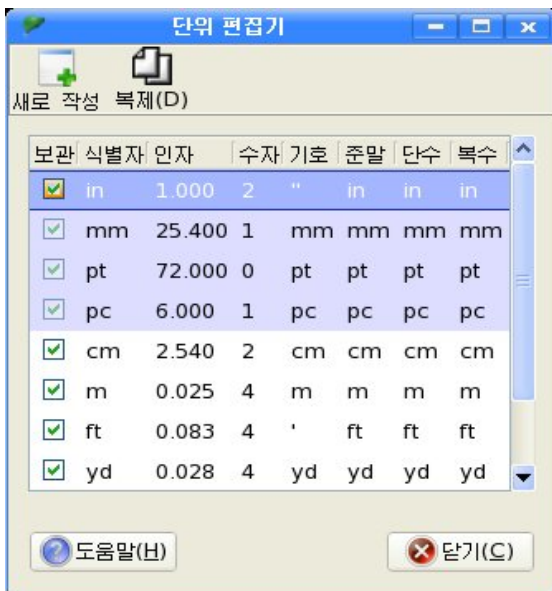 단위 편집기
새로 작성 복제(D)
보관 식별자 인자 수자 기호 준말 단수 복수
in 1.000 2 " in in in
mm 25.400 1 mm mm mm mm
pt 72.000 0 pt pt pt pt
pc 6.000 1 pc pc pc pc
cm 2.540 2 cm cm cm cm
m 0.025 4 m m m m
ft 0.083 4 ' ft ft ft
yd 0.028 4 yd yd yd yd
도움말(H) 닫기(C)